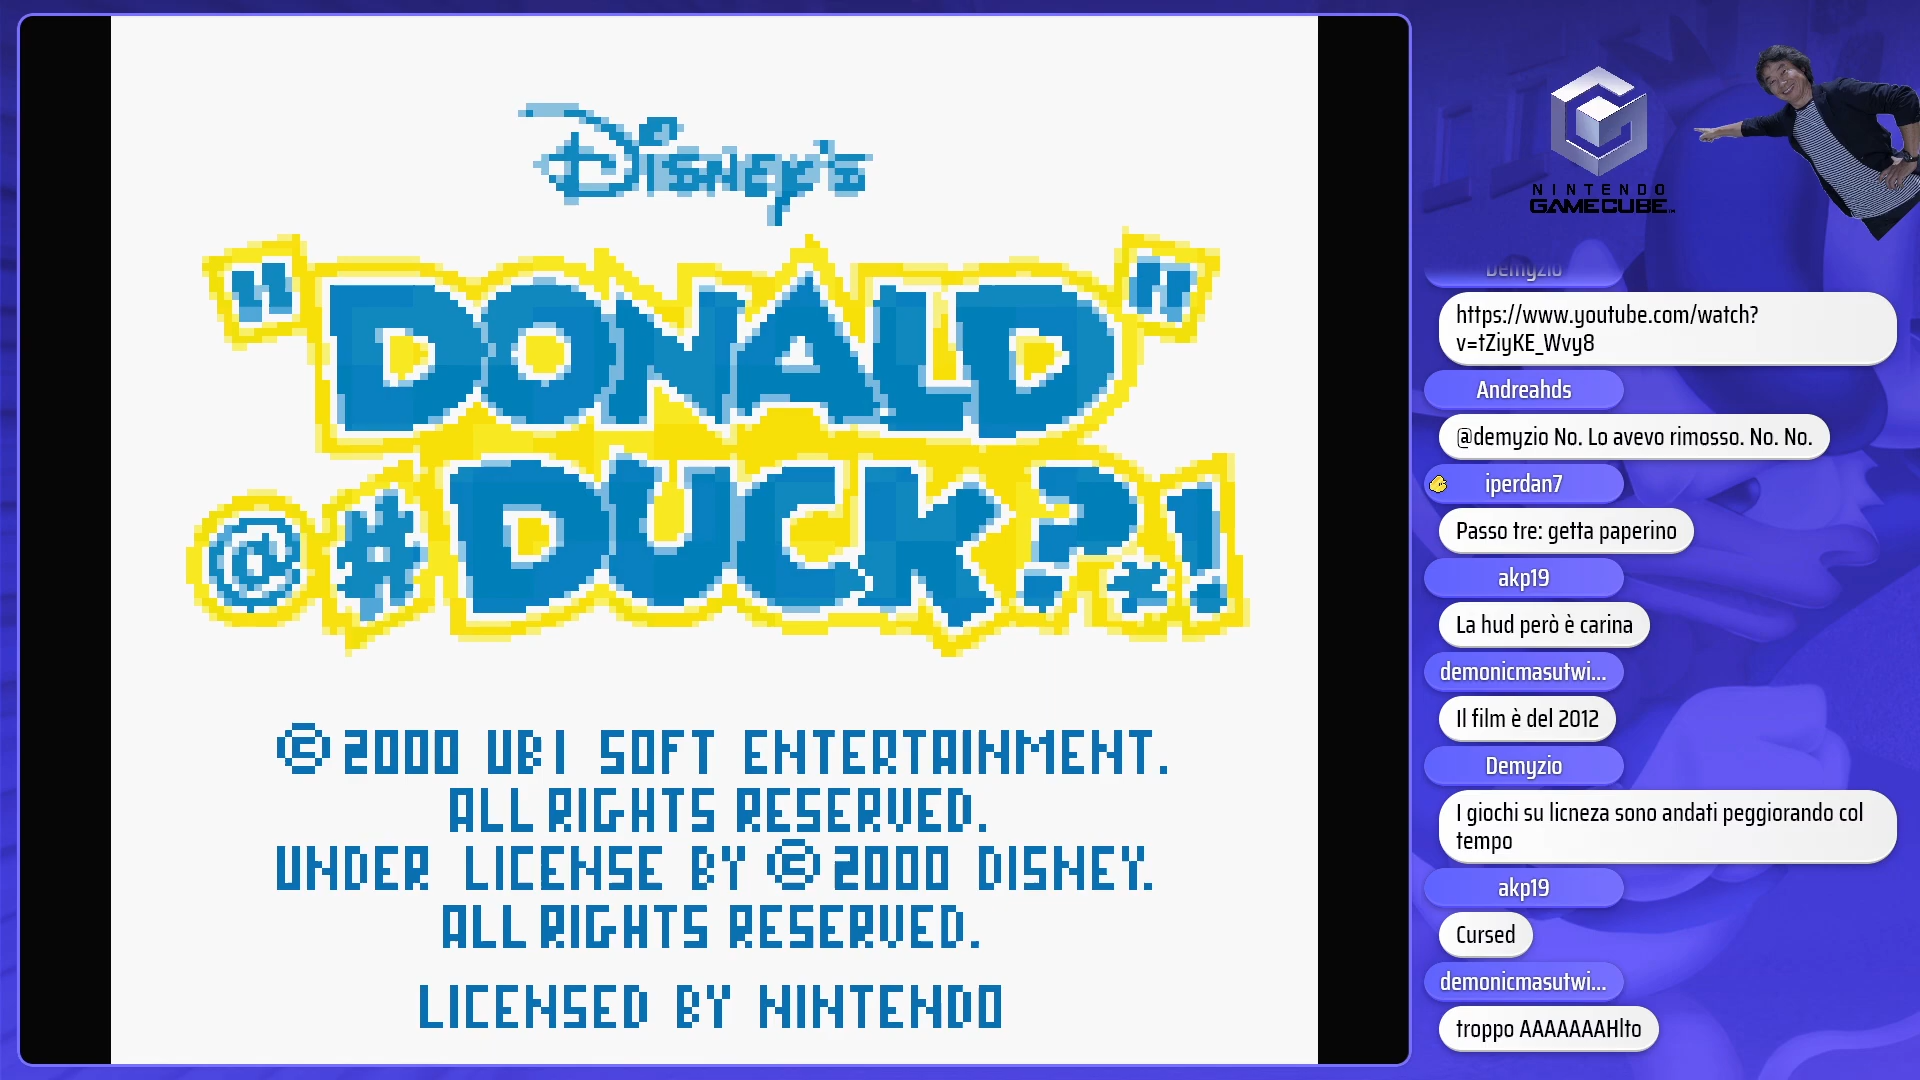 Disney's
"DONALD"
@#DUCK?*!
©2000 UBI SOFT ENTERTAINMENT.
ALL RIGHTS RESERVED.
UNDER LICENSE BY ©2000 DISNEY.
ALL RIGHTS RESERVED.
LICENSED BY NINTENDO
NINTENDO
GAMECUBE™
Demyzio
https://www.youtube.com/watch?
v=tZiyKE_Wvy8
Andreahds
@demyzio No. Lo avevo rimosso. No. No.
iperdan7
Passo tre: getta paperino
akp19
La hud però è carina
demonicmasutwi...
Il film è del 2012
Demyzio
I giochi su licneza sono andati peggiorando col
tempo
akp19
Cursed
demonicmasutwi...
troppo AAAAAAAHlto